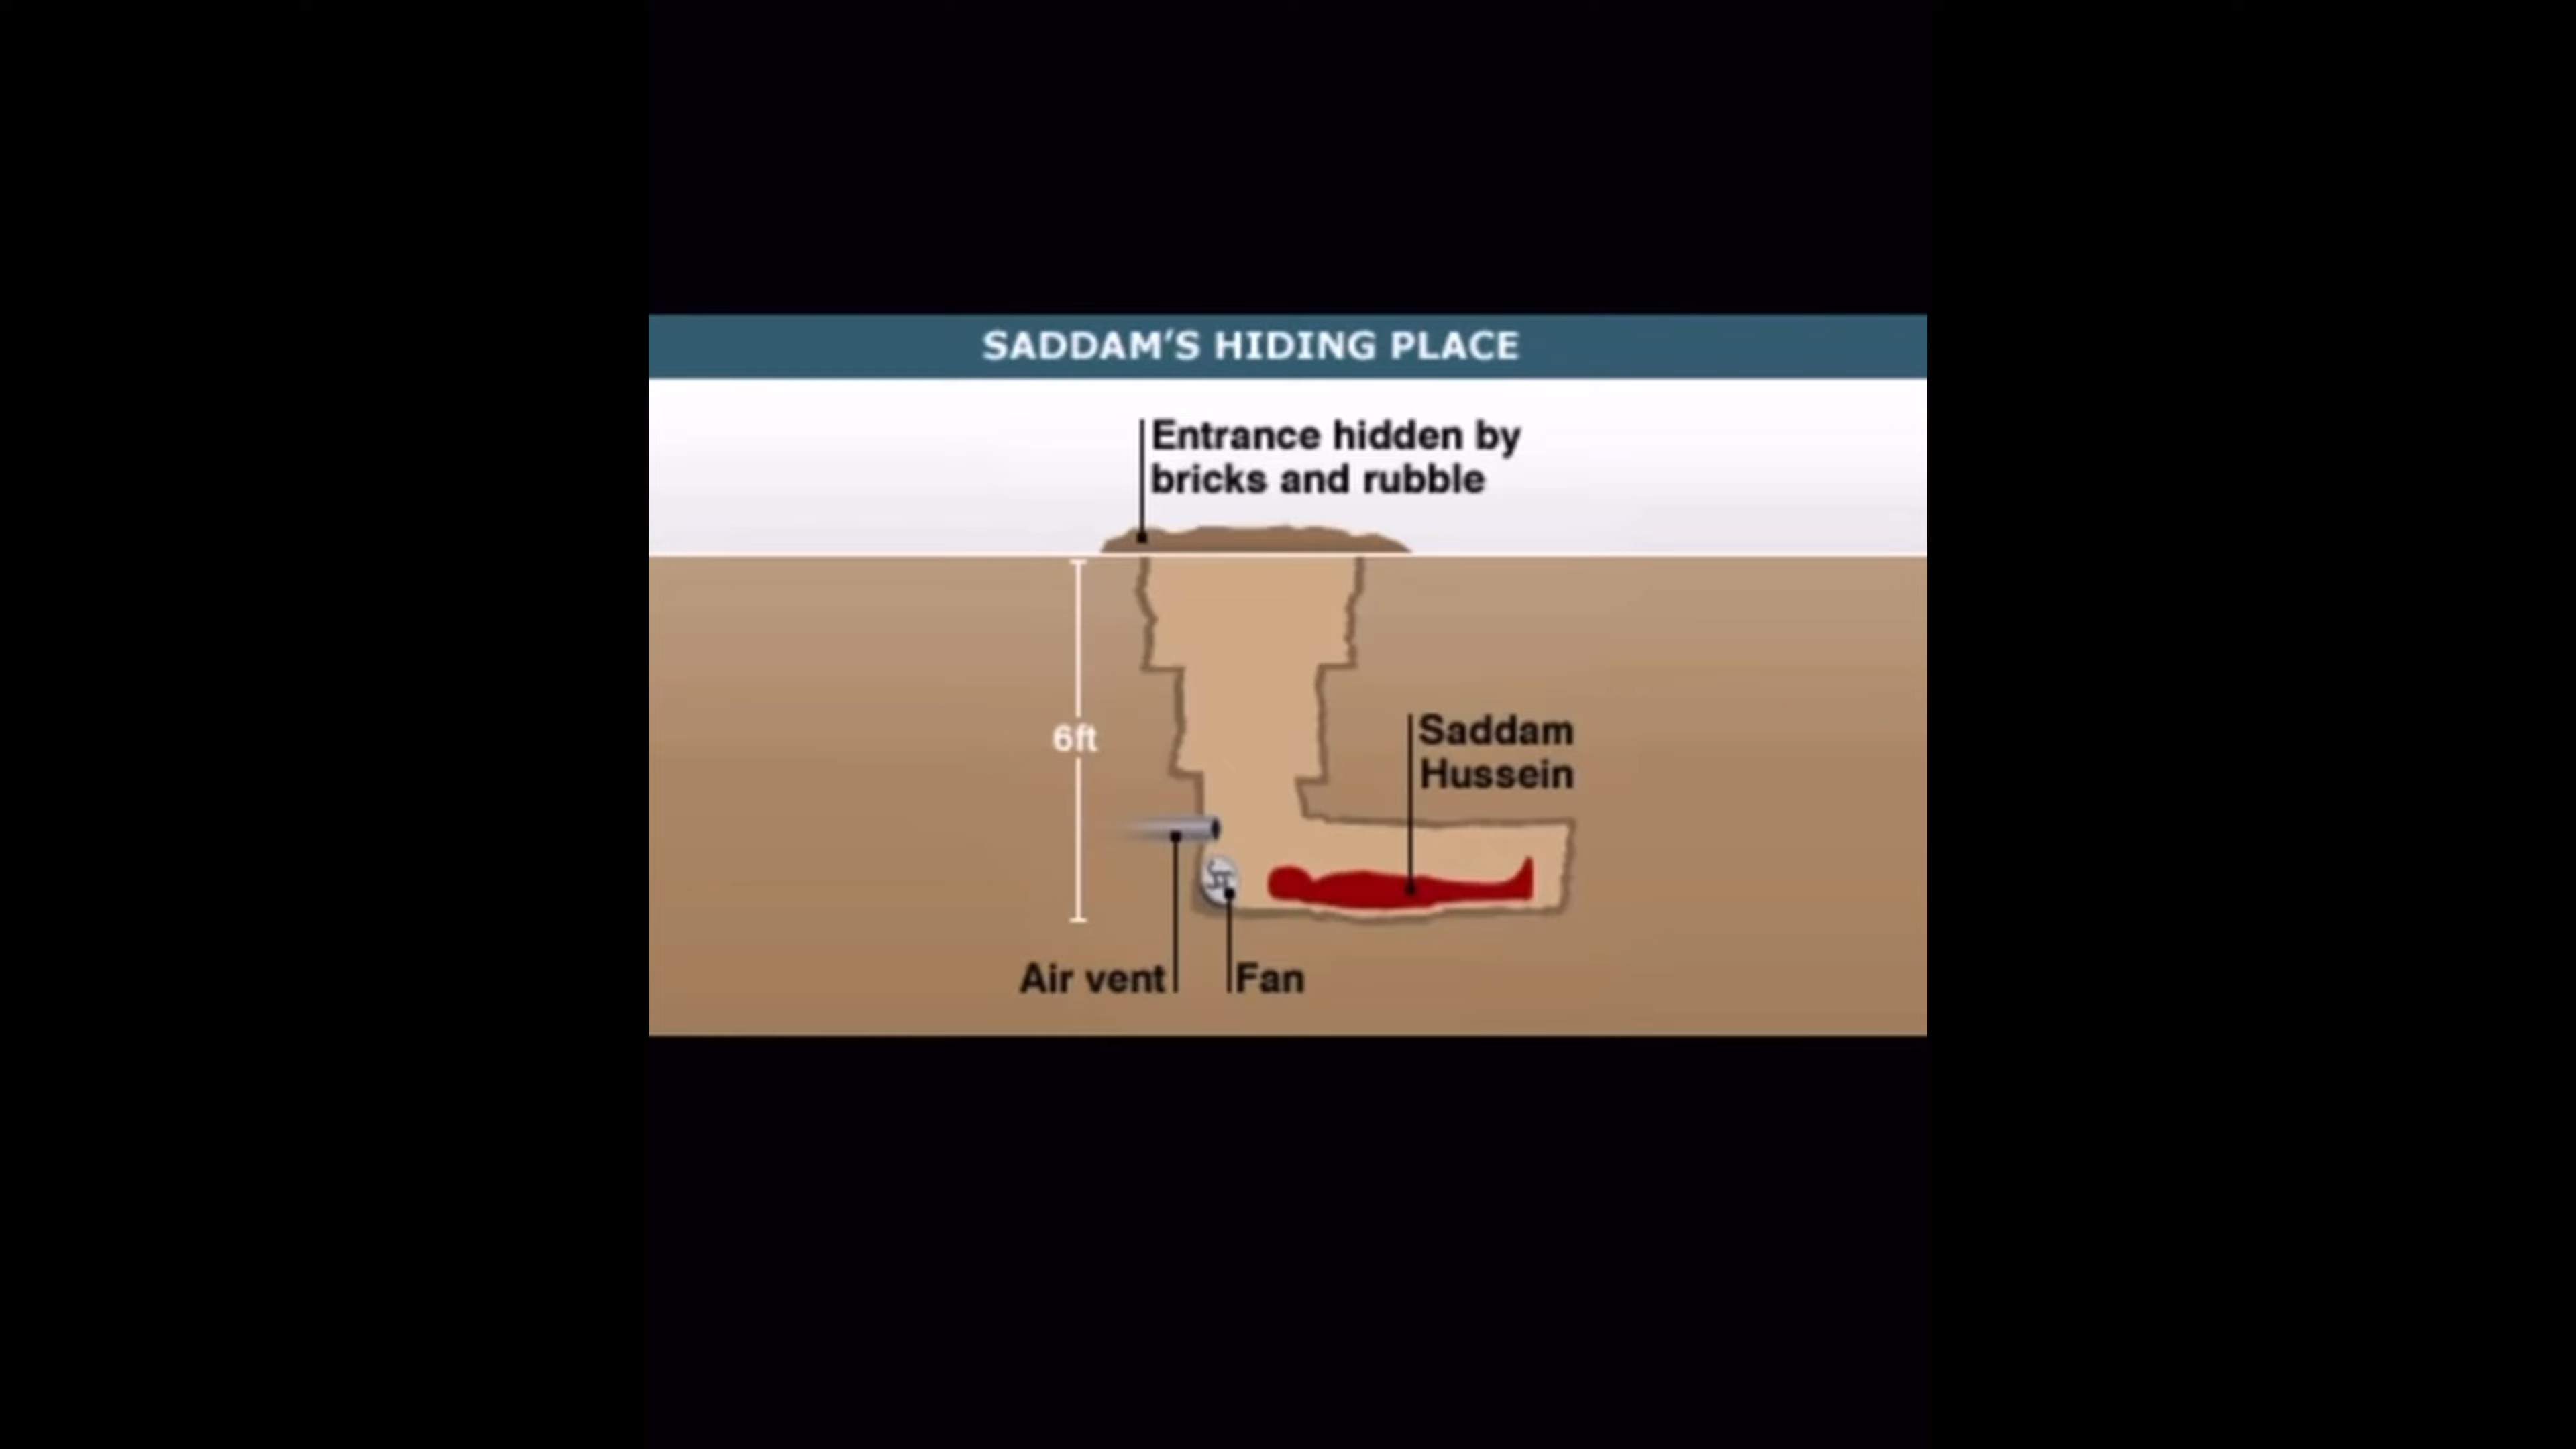 SADDAM'S HIDING PLACE
Entrance hidden by
bricks and rubble
6ft
Saddam
Hussein
Air vent
Fan